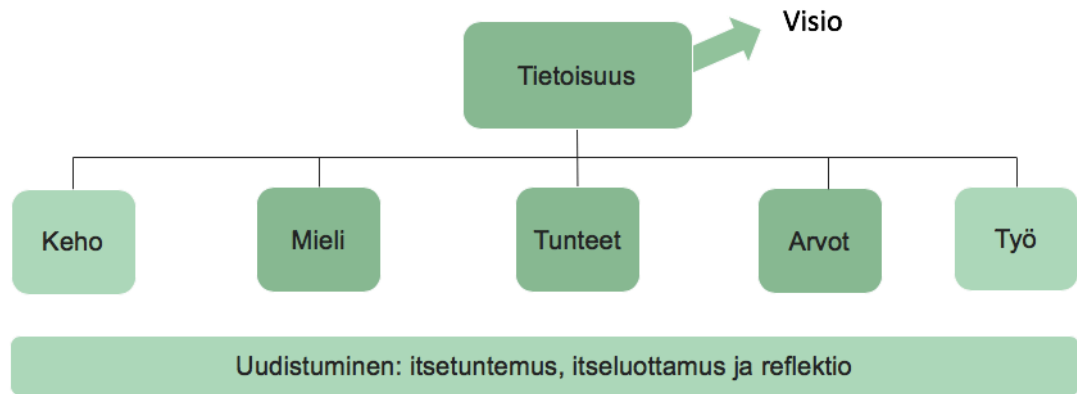 Visio
Tietoisuus
Keho
Mieli
Tunteet
Arvot
Työ
Uudistuminen: itsetuntemus, itseluottamus ja reflektio